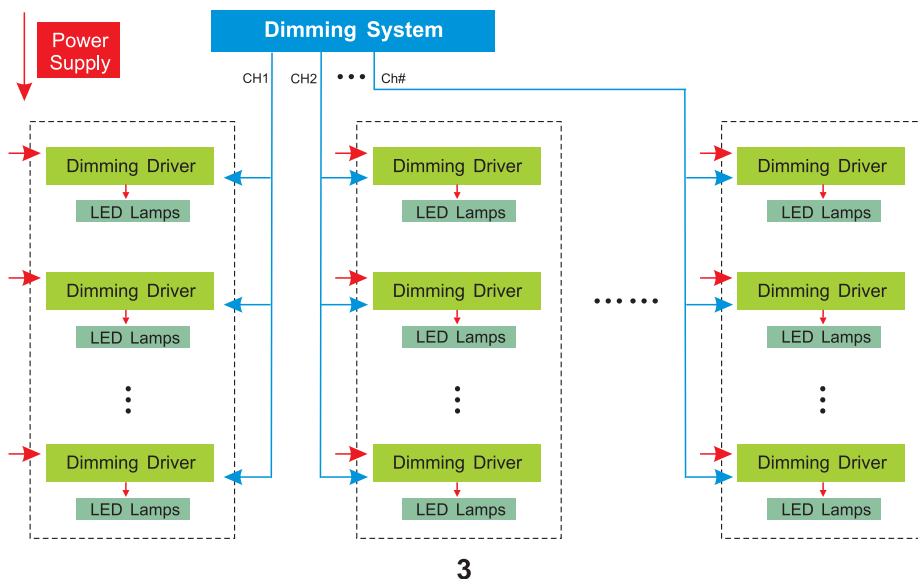 Dimming System
Power
Supply
CH1
CH2
Ch#
Dimming Driver
LED Lamps
Dimming Driver
LED Lamps
Dimming Driver
LED Lamps
Dimming Driver
LED Lamps
Dimming Driver
LED Lamps
Dimming Driver
LED Lamps
Dimming Driver
LED Lamps
Dimming Driver
LED Lamps
Dimming Driver
LED Lamps
3